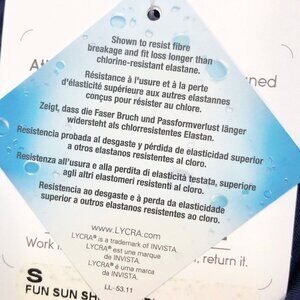 Shown to resist fibre
breakage and fit loss longer than
chlorine-resistant elastane.
Résistance à l'usure et à la perte
d'élasticité supérieure aux autres élastannes
conçus pour résister au chlore.
Zeigt, dass die Faser Bruch und Passformverlust länger
widersteht als chlorresistentes Elastan.
Resistencia probada al desgaste y pérdida de elasticidad superior
a otros elastanos resistentes al cloro.
Resistenza all'usura e alla perdita di elasticità testata, superiore
agli altri elastomeri resistenti al cloro.
Resistencia ao desgaste e à perda da elasticidade
superior a outros elastanos resistentes ao cloro.
www.LYCRA.com
LYCRA® is a trademark of INVISTA.
LYCRA® est une marque
de INVISTA.
LYCRA® é uma marca
da INVISTA.
Work
return it.
S
LL-53.11
FUN SUN